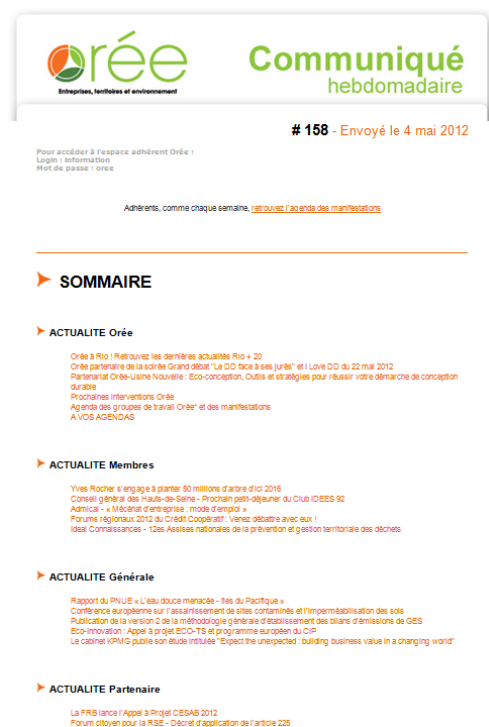 orée
Entreprises, territoires et environnement
Communiqué
hebdomadaire
# 158 - Envoyé le 4 mai 2012
Pour accéder à l'espace adhérent Orée :
Login : information
Mot de passe : oree
Adhérents, comme chaque semaine, retrouvez l'agenda des manifestations
SOMMAIRE
ACTUALITE Orée
Orée à Rio ! Retrouvez les dernières actualités Rio + 20
Orée partenaire de la soirée Grand débat "Le DD face à ses jurés" et I Love DD du 22 mai 2012
Partenariat Orée-Usine Nouvelle : Eco-conception, Outils et stratégies pour réussir votre démarche de conception
durable
Prochaines interventions Orée
Agenda des groupes de travail Orée* et des manifestations
A VOS AGENDAS
ACTUALITE Membres
Yves Rocher s'engage à planter 50 millions d'arbre d'ici 2016
Conseil général des Hauts-de-Seine - Prochain petit-déjeuner du Club IDEES 92
Admical - « Mécénat d'entreprise : mode d'emploi »
Forums régionaux 2012 du Crédit Coopératif : Venez débattre avec eux !
Ideal Connaissances - 12es Assises nationales de la prévention et gestion territoriale des déchets
ACTUALITE Générale
Rapport du PNUE « L'eau douce menacée - Iles du Pacifique »
Conférence européenne sur l'assainissement de sites contaminés et l'imperméabilisation des sols
Publication de la version 2 de la méthodologie générale d'établissement des bilans d'émissions de GES
Eco-innovation : Appel à projet ECO-TS et programme européen du CIP
Le cabinet KPMG publie son étude intitulée "Expect the unexpected : building business value in a changing world"
ACTUALITE Partenaire
La FRB lance l'Appel à Projet CESAB 2012
Forum citoyen pour la RSE - Décret d'application de l'article 225